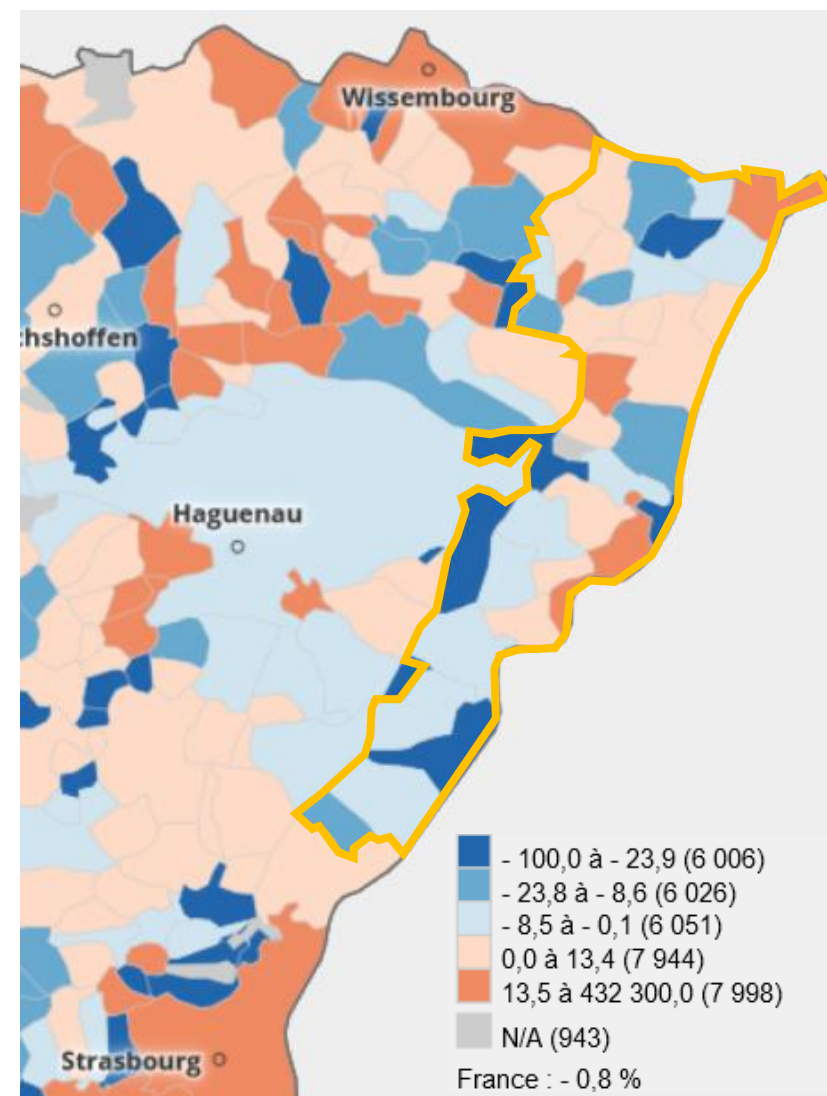 Wissembourg
chshoffen
Haguenau
- 100,0 à - 23,9 (6 006)
- 23,8 à - 8,6 (6 026)
- 8,5 à - 0,1 (6 051)
0,0 à 13,4 (7 944)
13,5 à 432 300,0 (7 998)
N/A (943)
Strasbourg
France : - 0,8 %